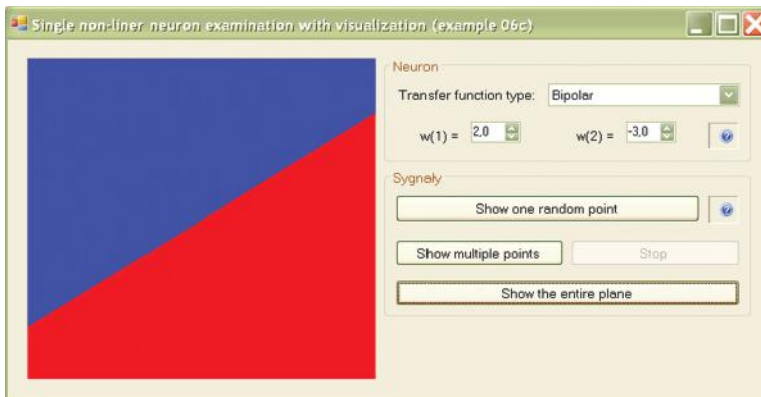 Single non-liner neuron examination with visualization (example 06c)
Neuron
Transfer function type: Bipolar
w(1) = 2,0 w(2) = -3,0
Sygnały
Show one random point
Show multiple points Stop
Show the entire plane